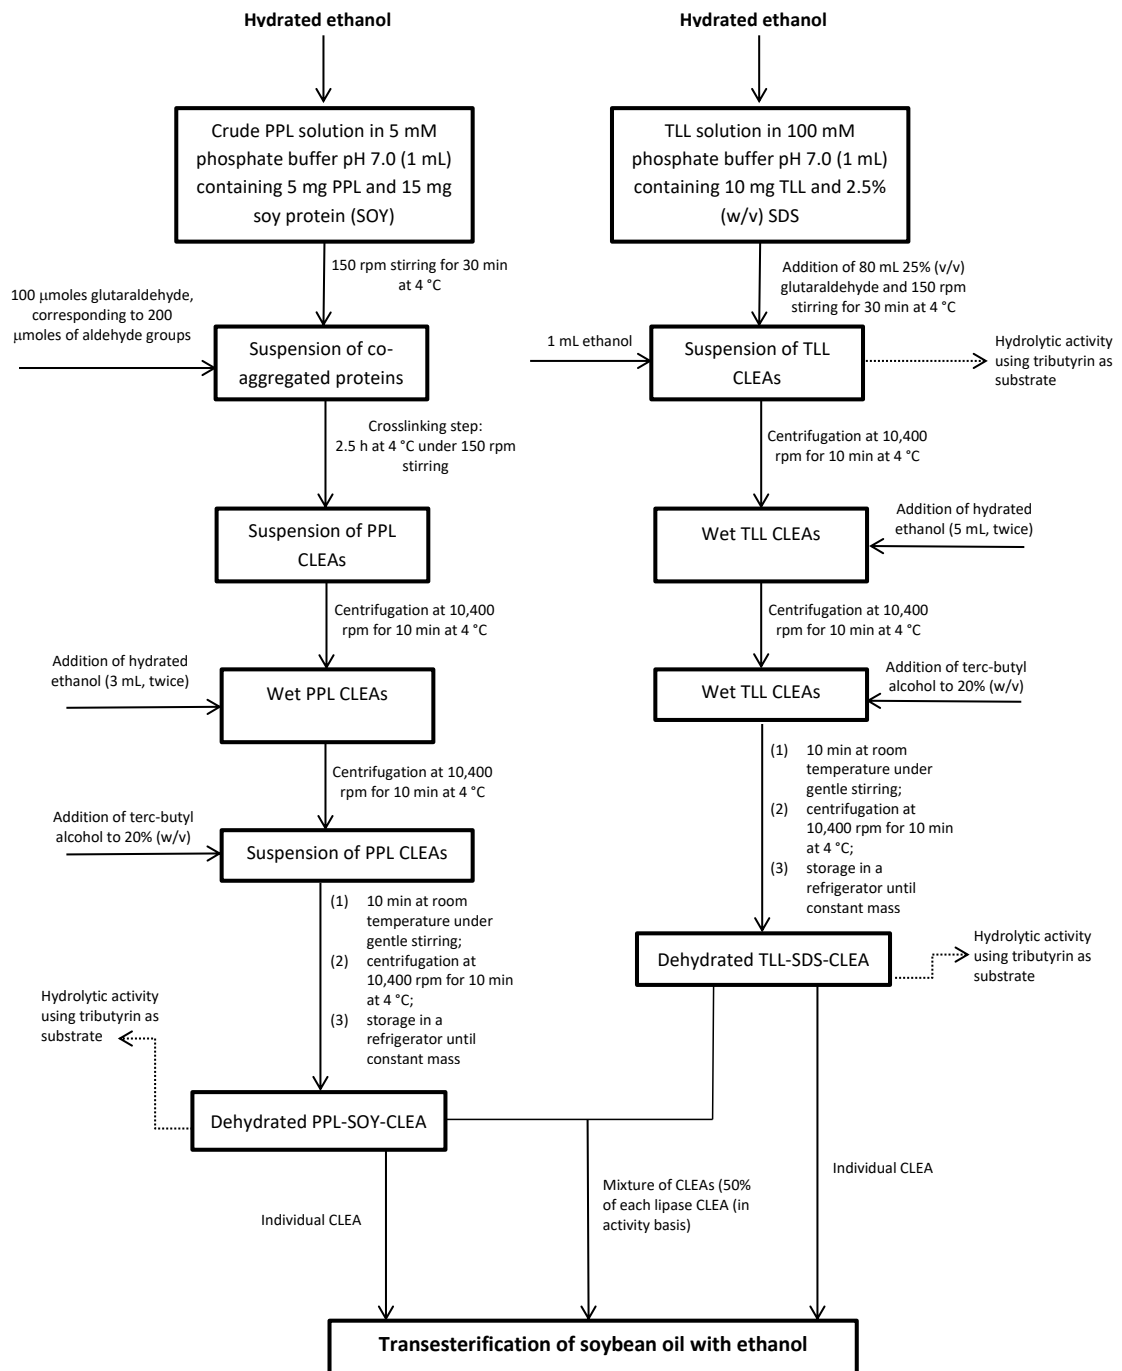 Hydrated ethanol
Hydrated ethanol
Crude PPL solution in 5 mM
phosphate buffer pH 7.0 (1 mL)
containing 5 mg PPL and 15 mg
soy protein (SOY)
TLL solution in 100 mM
phosphate buffer pH 7.0 (1 mL)
containing 10 mg TLL and 2.5%
(w/v) SDS
150 rpm stirring for 30 min
at 4 °C
Addition of 80 mL 25% (v/v)
glutaraldehyde and 150 rpm
stirring for 30 min at 4 °C
100 μmoles glutaraldehyde,
corresponding to 200
μmoles of aldehyde groups
Suspension of co-
aggregated proteins
1 mL ethanol
Suspension of TLL
CLEAs
Hydrolytic activity
using tributyrin as
substrate
Crosslinking step:
2.5 h at 4 °C under 150 rpm
stirring
Centrifugation at 10,400
rpm for 10 min at 4 °C
Suspension of PPL
CLEAs
Wet TLL CLEAs
Addition of hydrated
ethanol (5 mL, twice)
Centrifugation at 10,400
rpm for 10 min at 4 °C
Centrifugation at 10,400
rpm for 10 min at 4 °C
Addition of hydrated
ethanol (3 mL, twice)
Wet PPL CLEAs
Wet TLL CLEAs
Addition of terc-butyl
alcohol to 20% (w/v)
Centrifugation at 10,400
rpm for 10 min at 4 °C
(1) 10 min at room
temperature under
gentle stirring;
(2) centrifugation at
10,400 rpm for 10 min
at 4 °C;
(3) storage in a
refrigerator until
constant mass
Addition of terc-butyl
alcohol to 20% (w/v)
Suspension of PPL CLEAs
(1) 10 min at room
temperature under
gentle stirring;
(2) centrifugation at
10,400 rpm for 10 min
at 4 °C;
(3) storage in a
refrigerator until
constant mass
Dehydrated TLL-SDS-CLEA
Hydrolytic activity
using tributyrin as
substrate
Hydrolytic activity
using tributyrin as
substrate
Dehydrated PPL-SOY-CLEA
Individual CLEA
Mixture of CLEAs (50%
of each lipase CLEA (in
activity basis)
Individual CLEA
Transesterification of soybean oil with ethanol